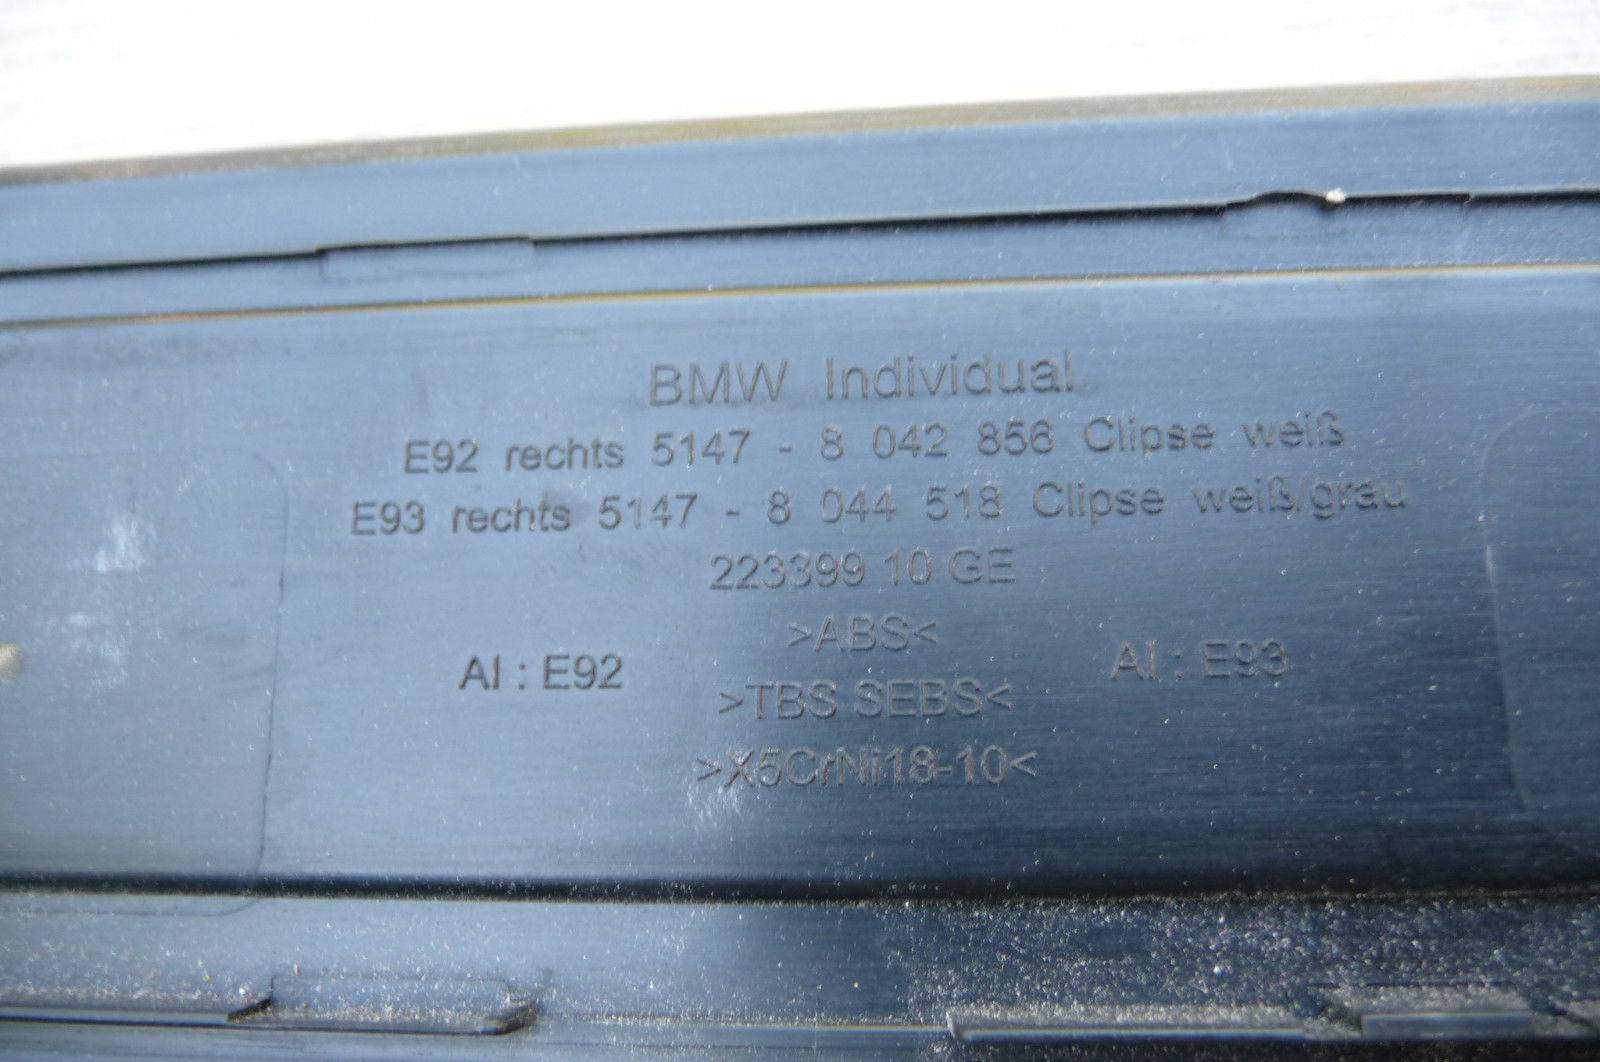 BMW Individual
E92 rechts 5147 - 8 042 856 Clipse weiß
E93 rechts 5147 - 8 044 518 Clipse weiß/grau
223399 10 GE
>ABS<
AI : E92
AI : E93
>TBS SEBS<
>X5CrNi18-10<